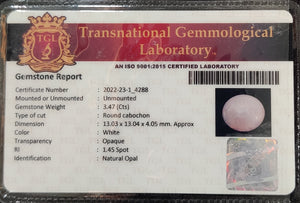 TGL
Transnational Gemmological
Laboratory
AN ISO 9001:2015 CERTIFIED LABORATORY
Gemstone Report
Certificate Number 2022-23-1_4288
Mounted or Unmounted Unmounted
Gemstone Weight 3.47 (Cts)
Type of cut Round cabochon
Dimension 13.03 x 13.04 x 4.05 mm. Approx
Color White
Transparency Opaque
RI 1.45 Spot
Identification Natural Opal